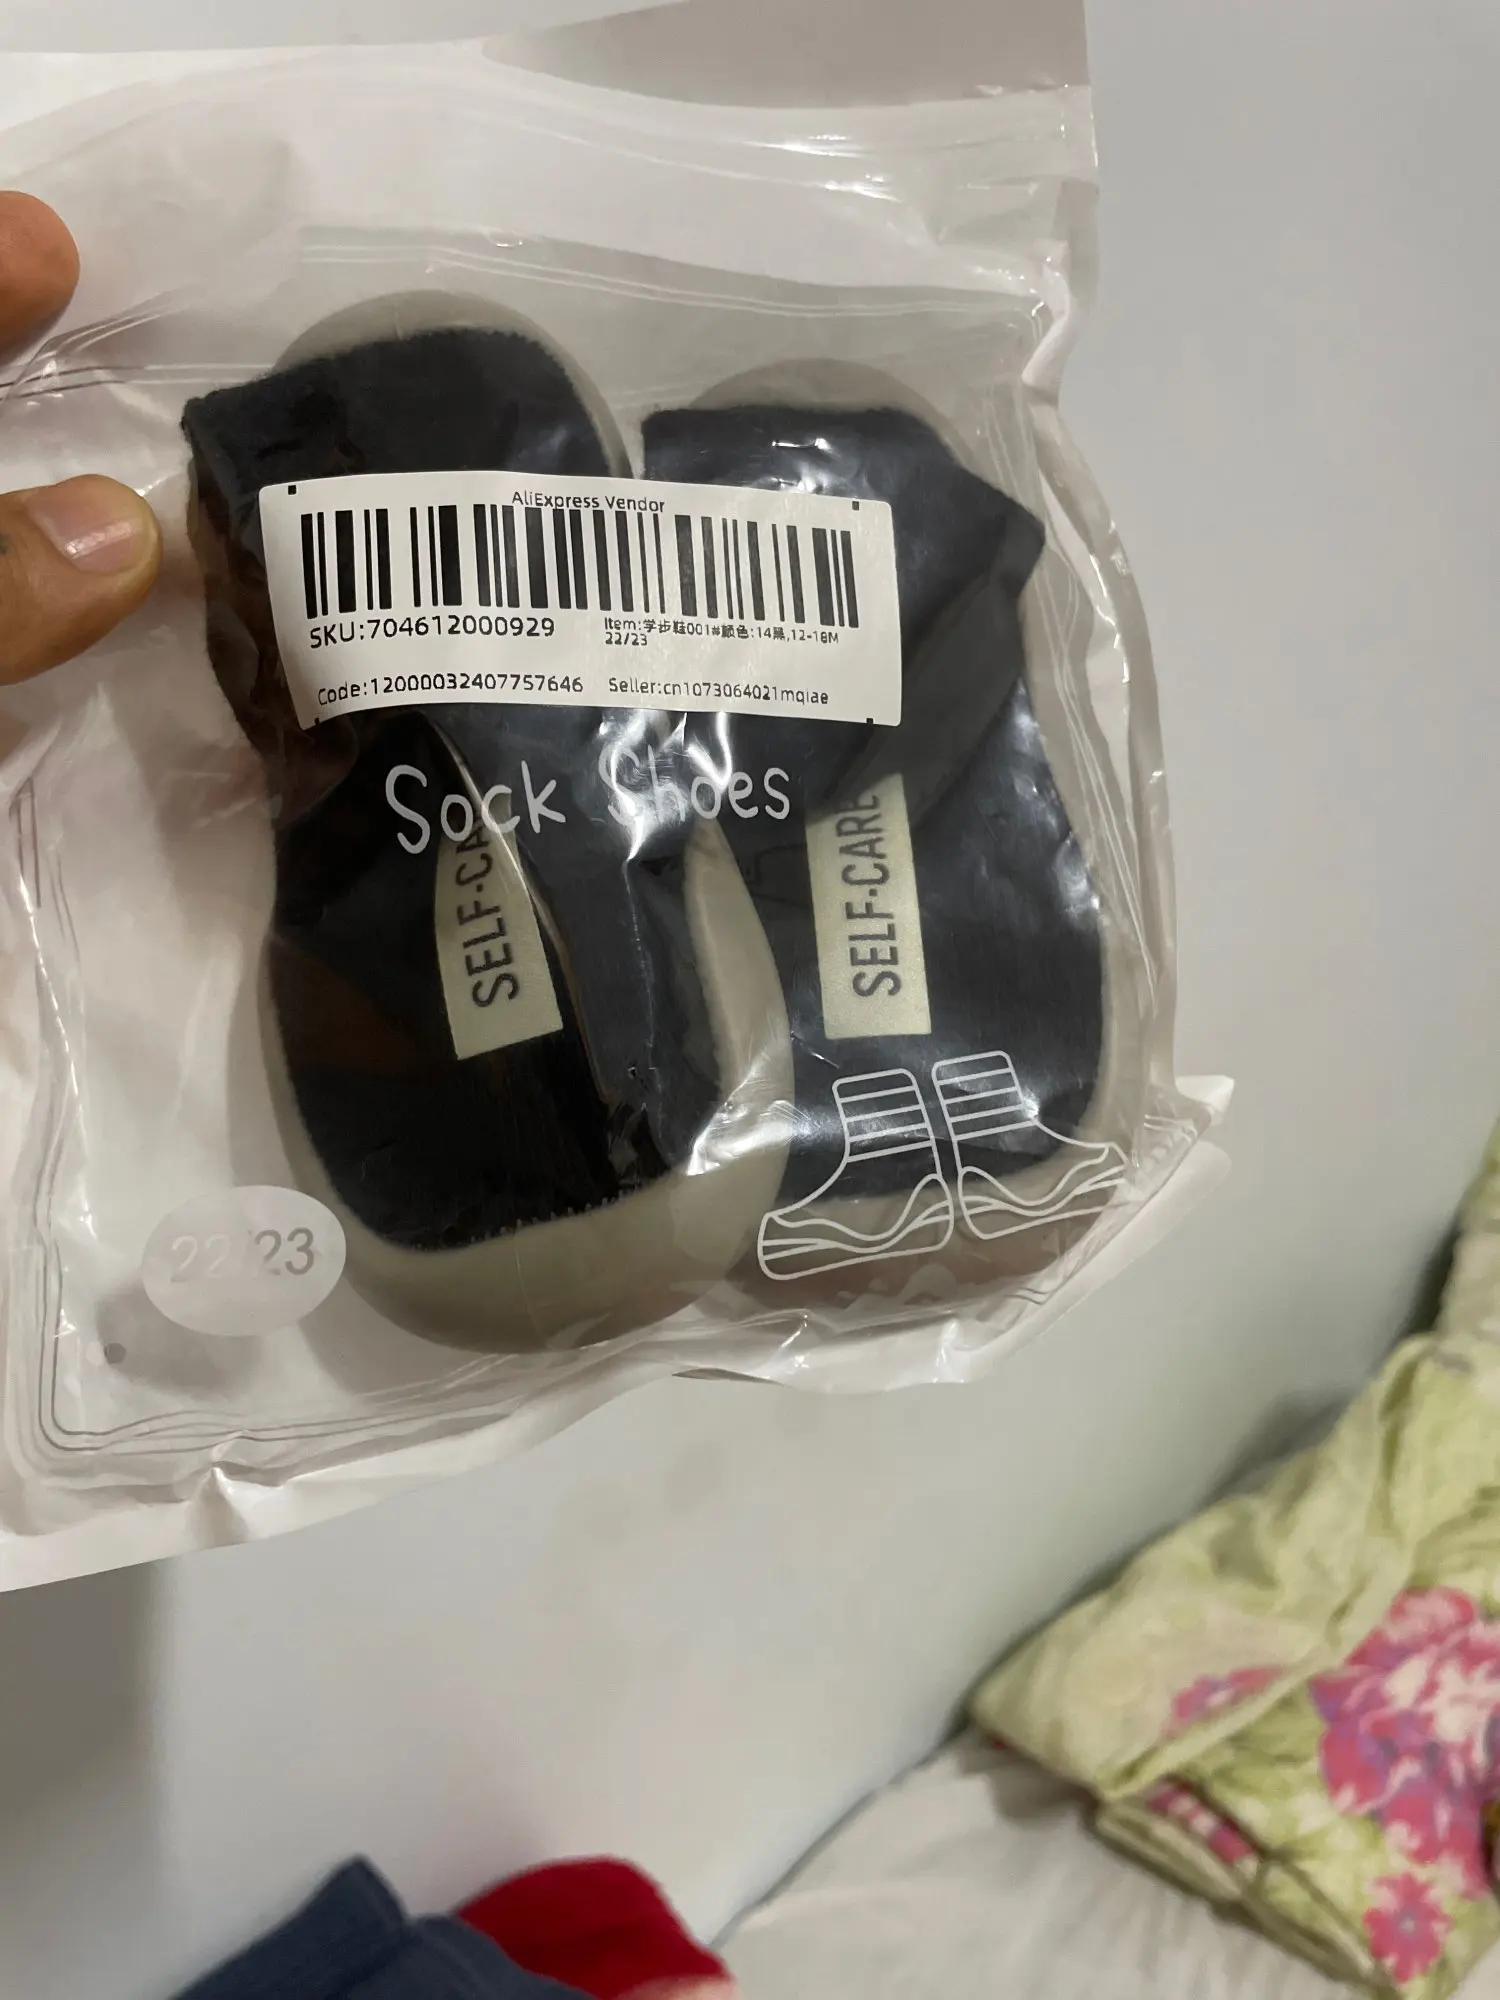 AliExpress Vendor
SKU:704612000929
Item:学步鞋001#颜色:14黑,12-18M
22/23
Code:12000032407757646
Seller:cn1073064021mqiae
Sock Shoes
SELF-CA
SELF-CARE
22/23